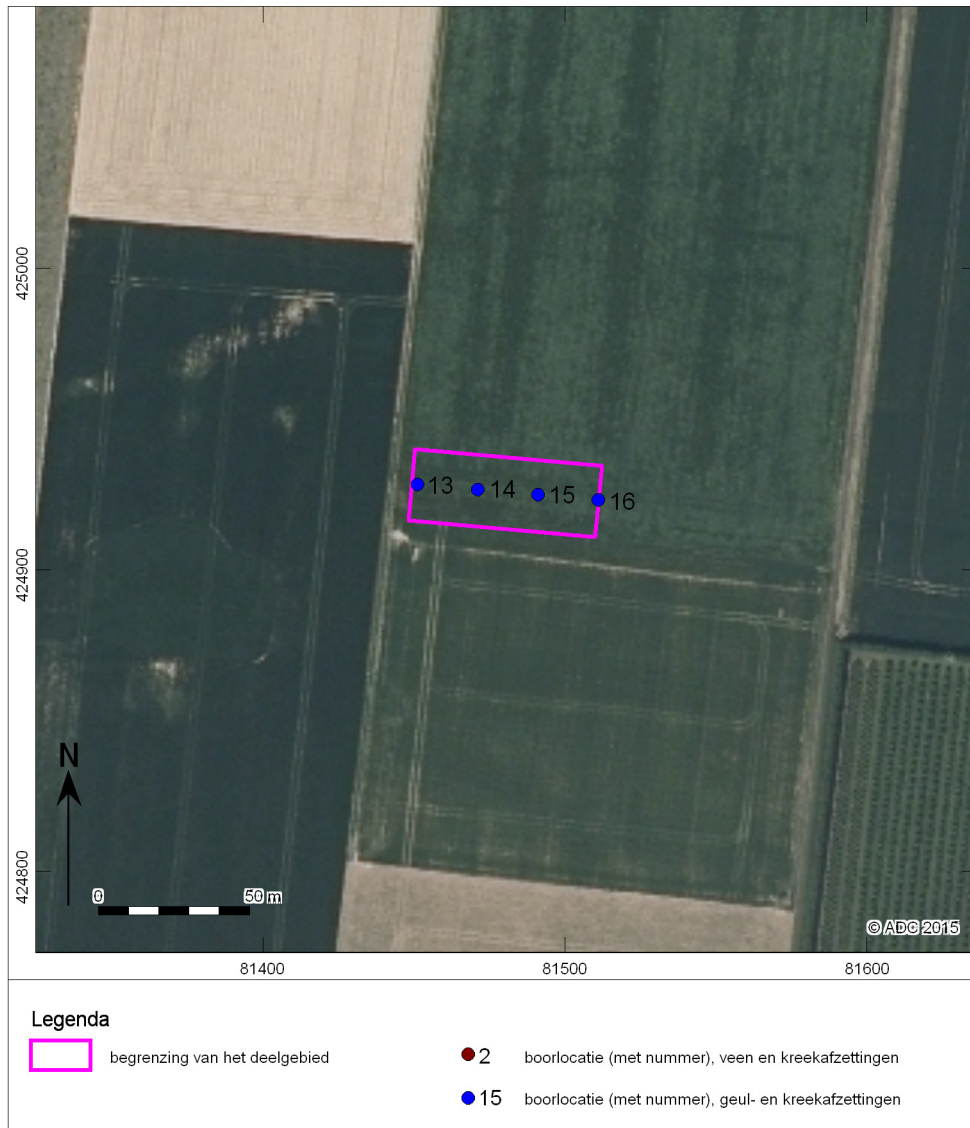 425000
13
14
15
16
424900
N
424800
0
50 m
© ADC 2015
81400
81500
81600
Legenda
begrenzing van het deelgebied
2 boorlocatie (met nummer), veen en kreekafzettingen
15 boorlocatie (met nummer), geul- en kreekafzettingen